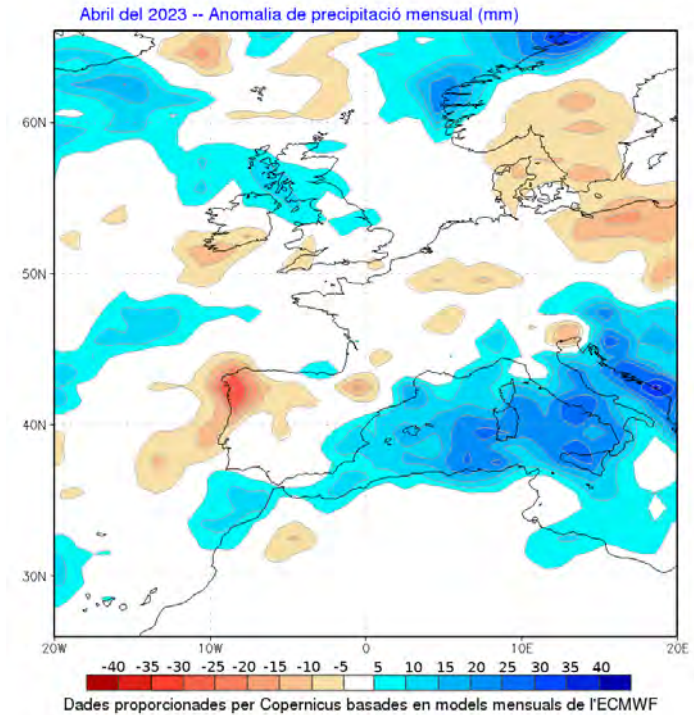 Abril del 2023 -- Anomalia de precipitació mensual (mm)
60N
50N
40N
30N
20W 10W 0 10E 20E
-40 -35 -30 -25 -20 -15 -10 -5 5 10 15 20 25 30 35 40
Dades proporcionades per Copernicus basades en models mensuals de l'ECMWF